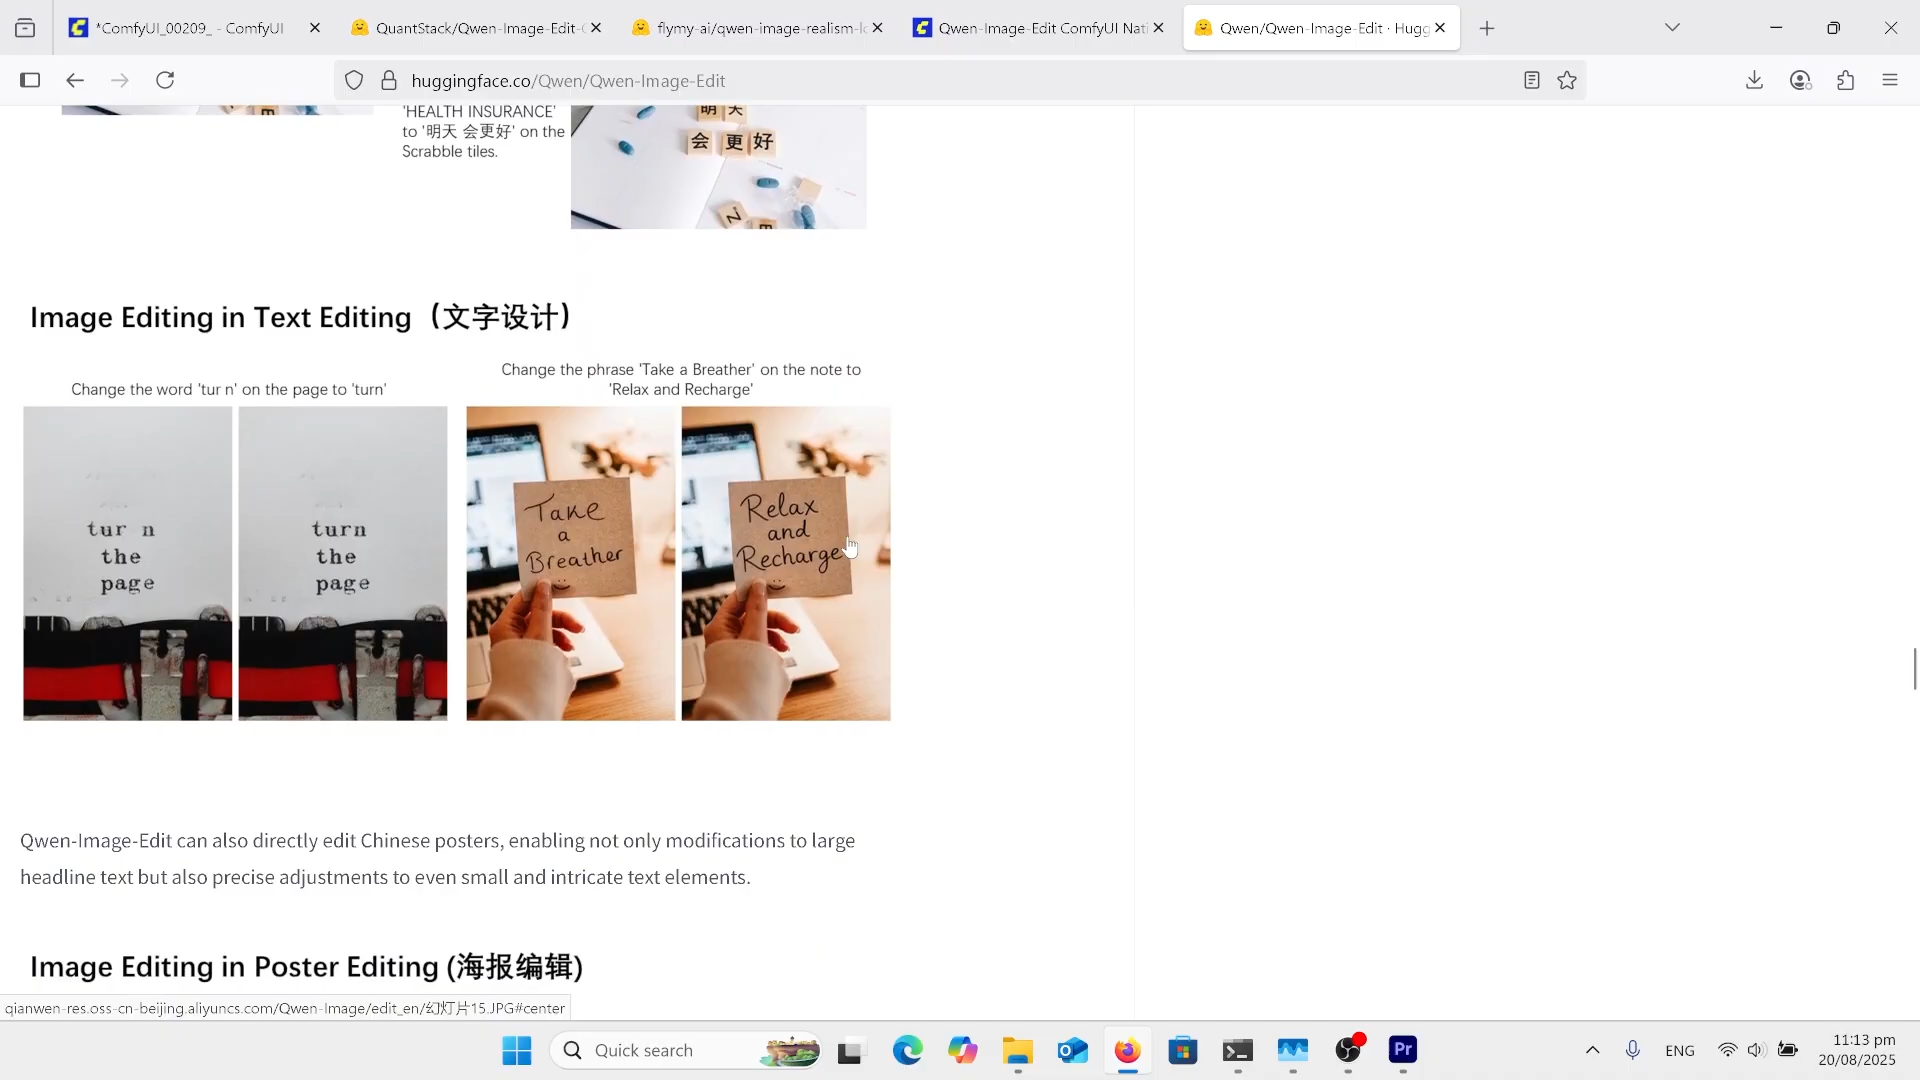 *ComfyUI_00209_ - ComfyUI
QuantStack/Qwen-Image-Edit-
flymy-ai/qwen-image-realism-lo
Qwen-Image-Edit ComfyUI Nati
Qwen/Qwen-Image-Edit · Hugg
huggingface.co/Qwen/Qwen-Image-Edit
'HEALTH INSURANCE'
to '明天 会更好' on the
Scrabble tiles.
明 天
会 更 好
N
Image Editing in Text Editing（文字设计）
Change the word 'tur n' on the page to 'turn'
Change the phrase 'Take a Breather' on the note to
'Relax and Recharge'
tur n
the
page
turn
the
page
Take
a
Breather
Relax
and
Recharge
Qwen-Image-Edit can also directly edit Chinese posters, enabling not only modifications to large
headline text but also precise adjustments to even small and intricate text elements.
Image Editing in Poster Editing (海报编辑)
qianwen-res.oss-cn-beijing.aliyuncs.com/Qwen-Image/edit_en/幻灯片15.JPG#center
Quick search
Pr
ENG
11:13 pm
20/08/2025